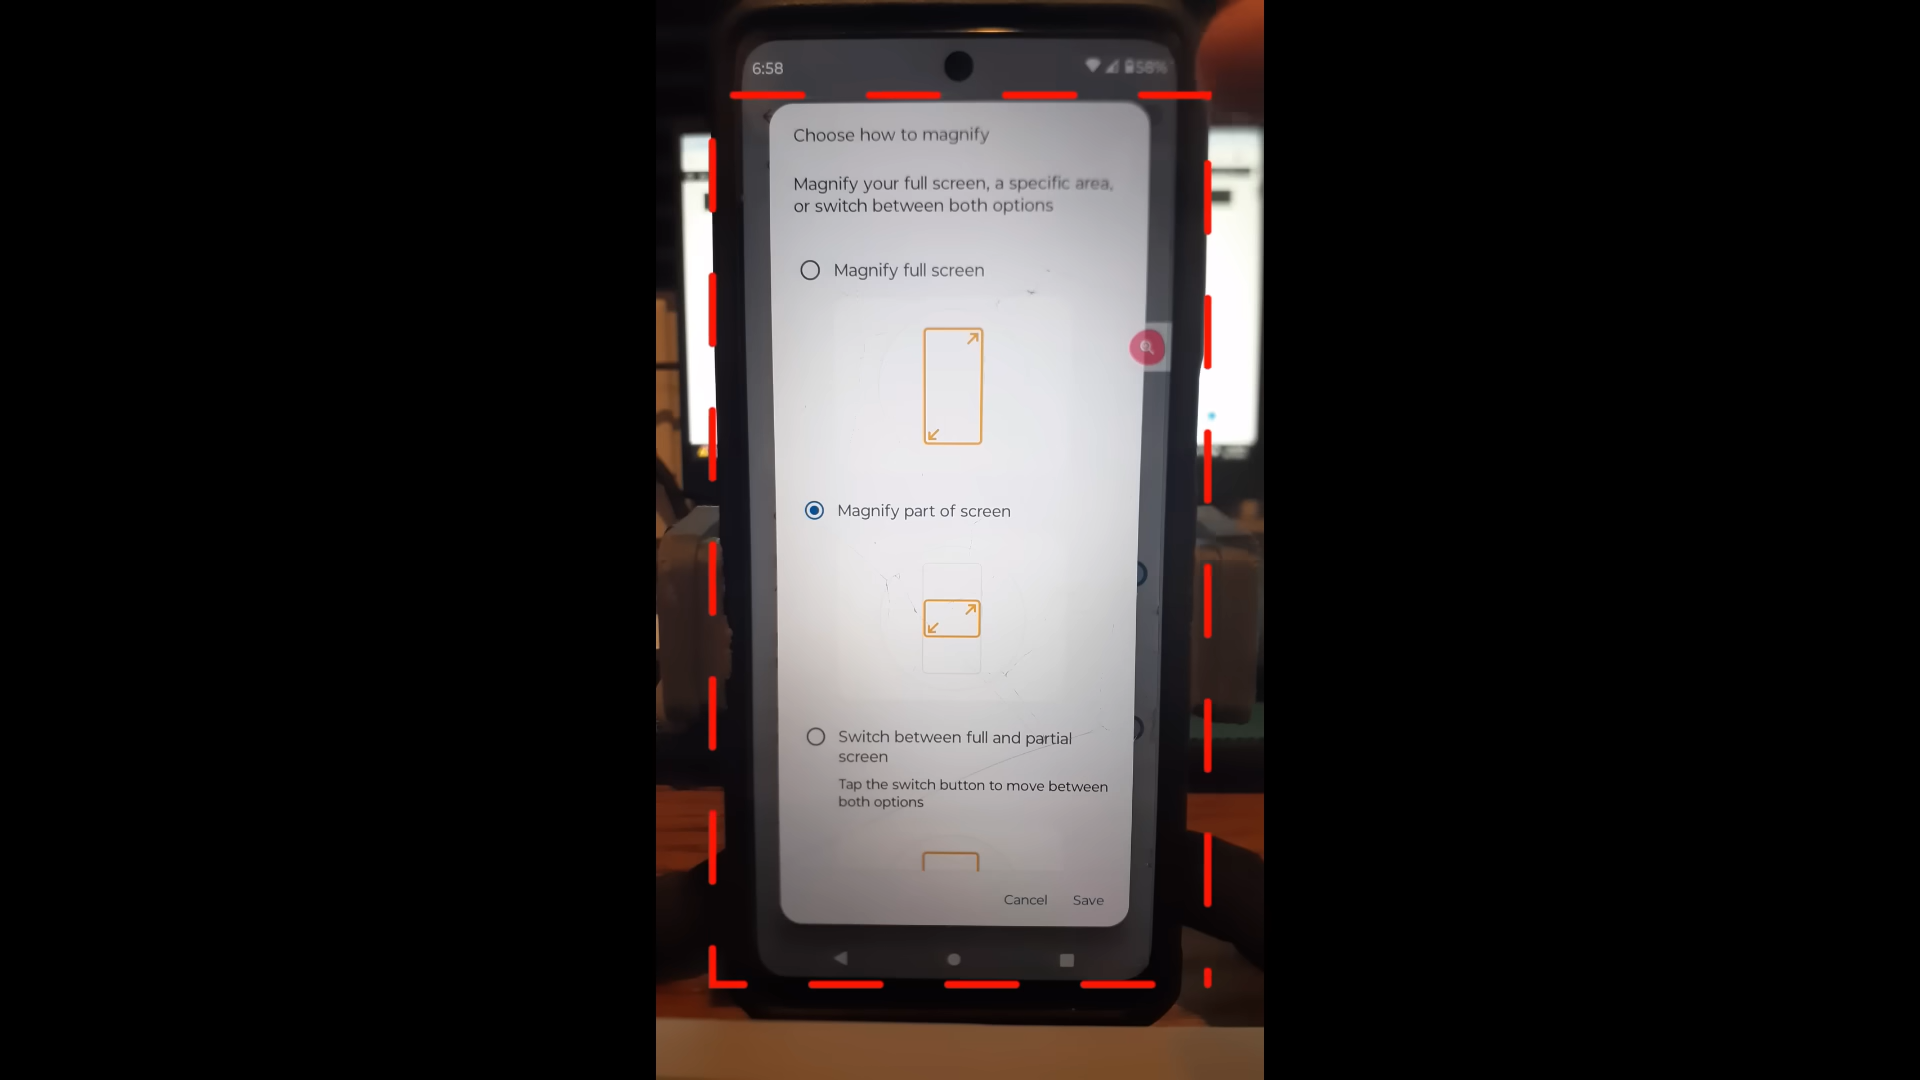 6:58
58%
Choose how to magnify
Magnify your full screen, a specific area,
or switch between both options
Magnify full screen
Magnify part of screen
Switch between full and partial
screen
Tap the switch button to move between
both options
Cancel
Save